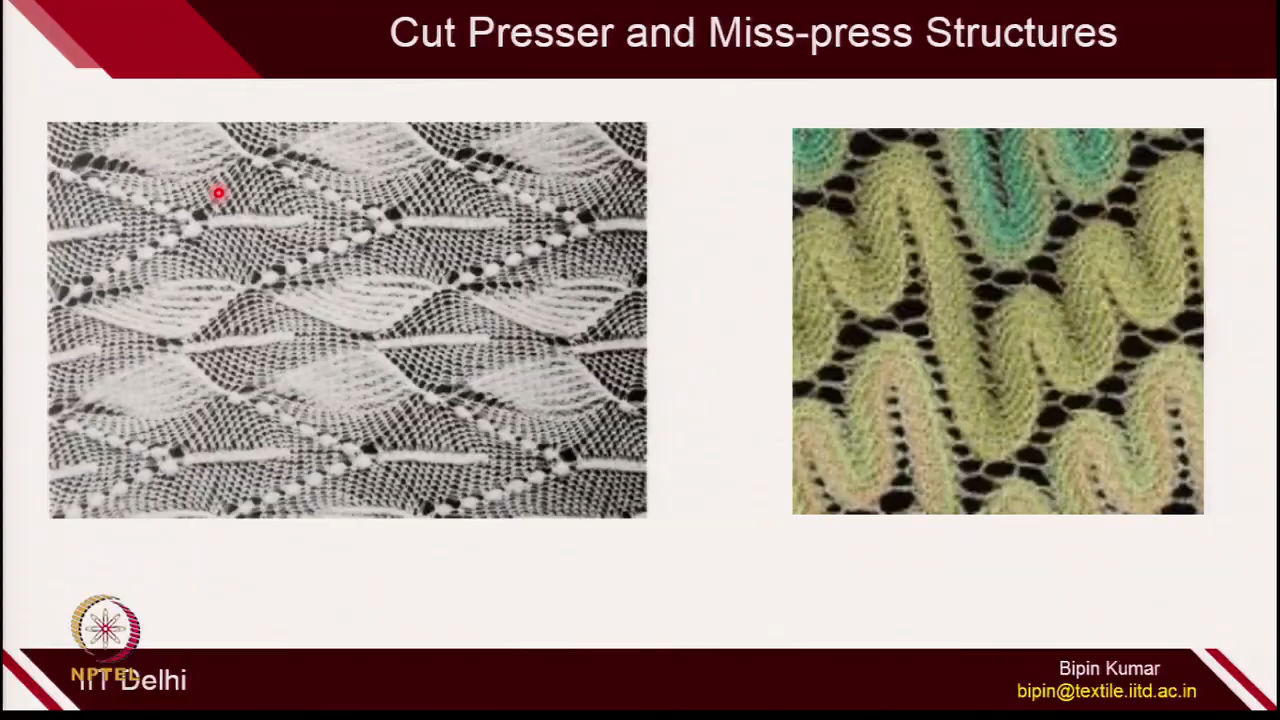 Cut Presser and Miss-press Structures
NPTEL
IIT Delhi
Bipin Kumar
bipin@textile.iitd.ac.in